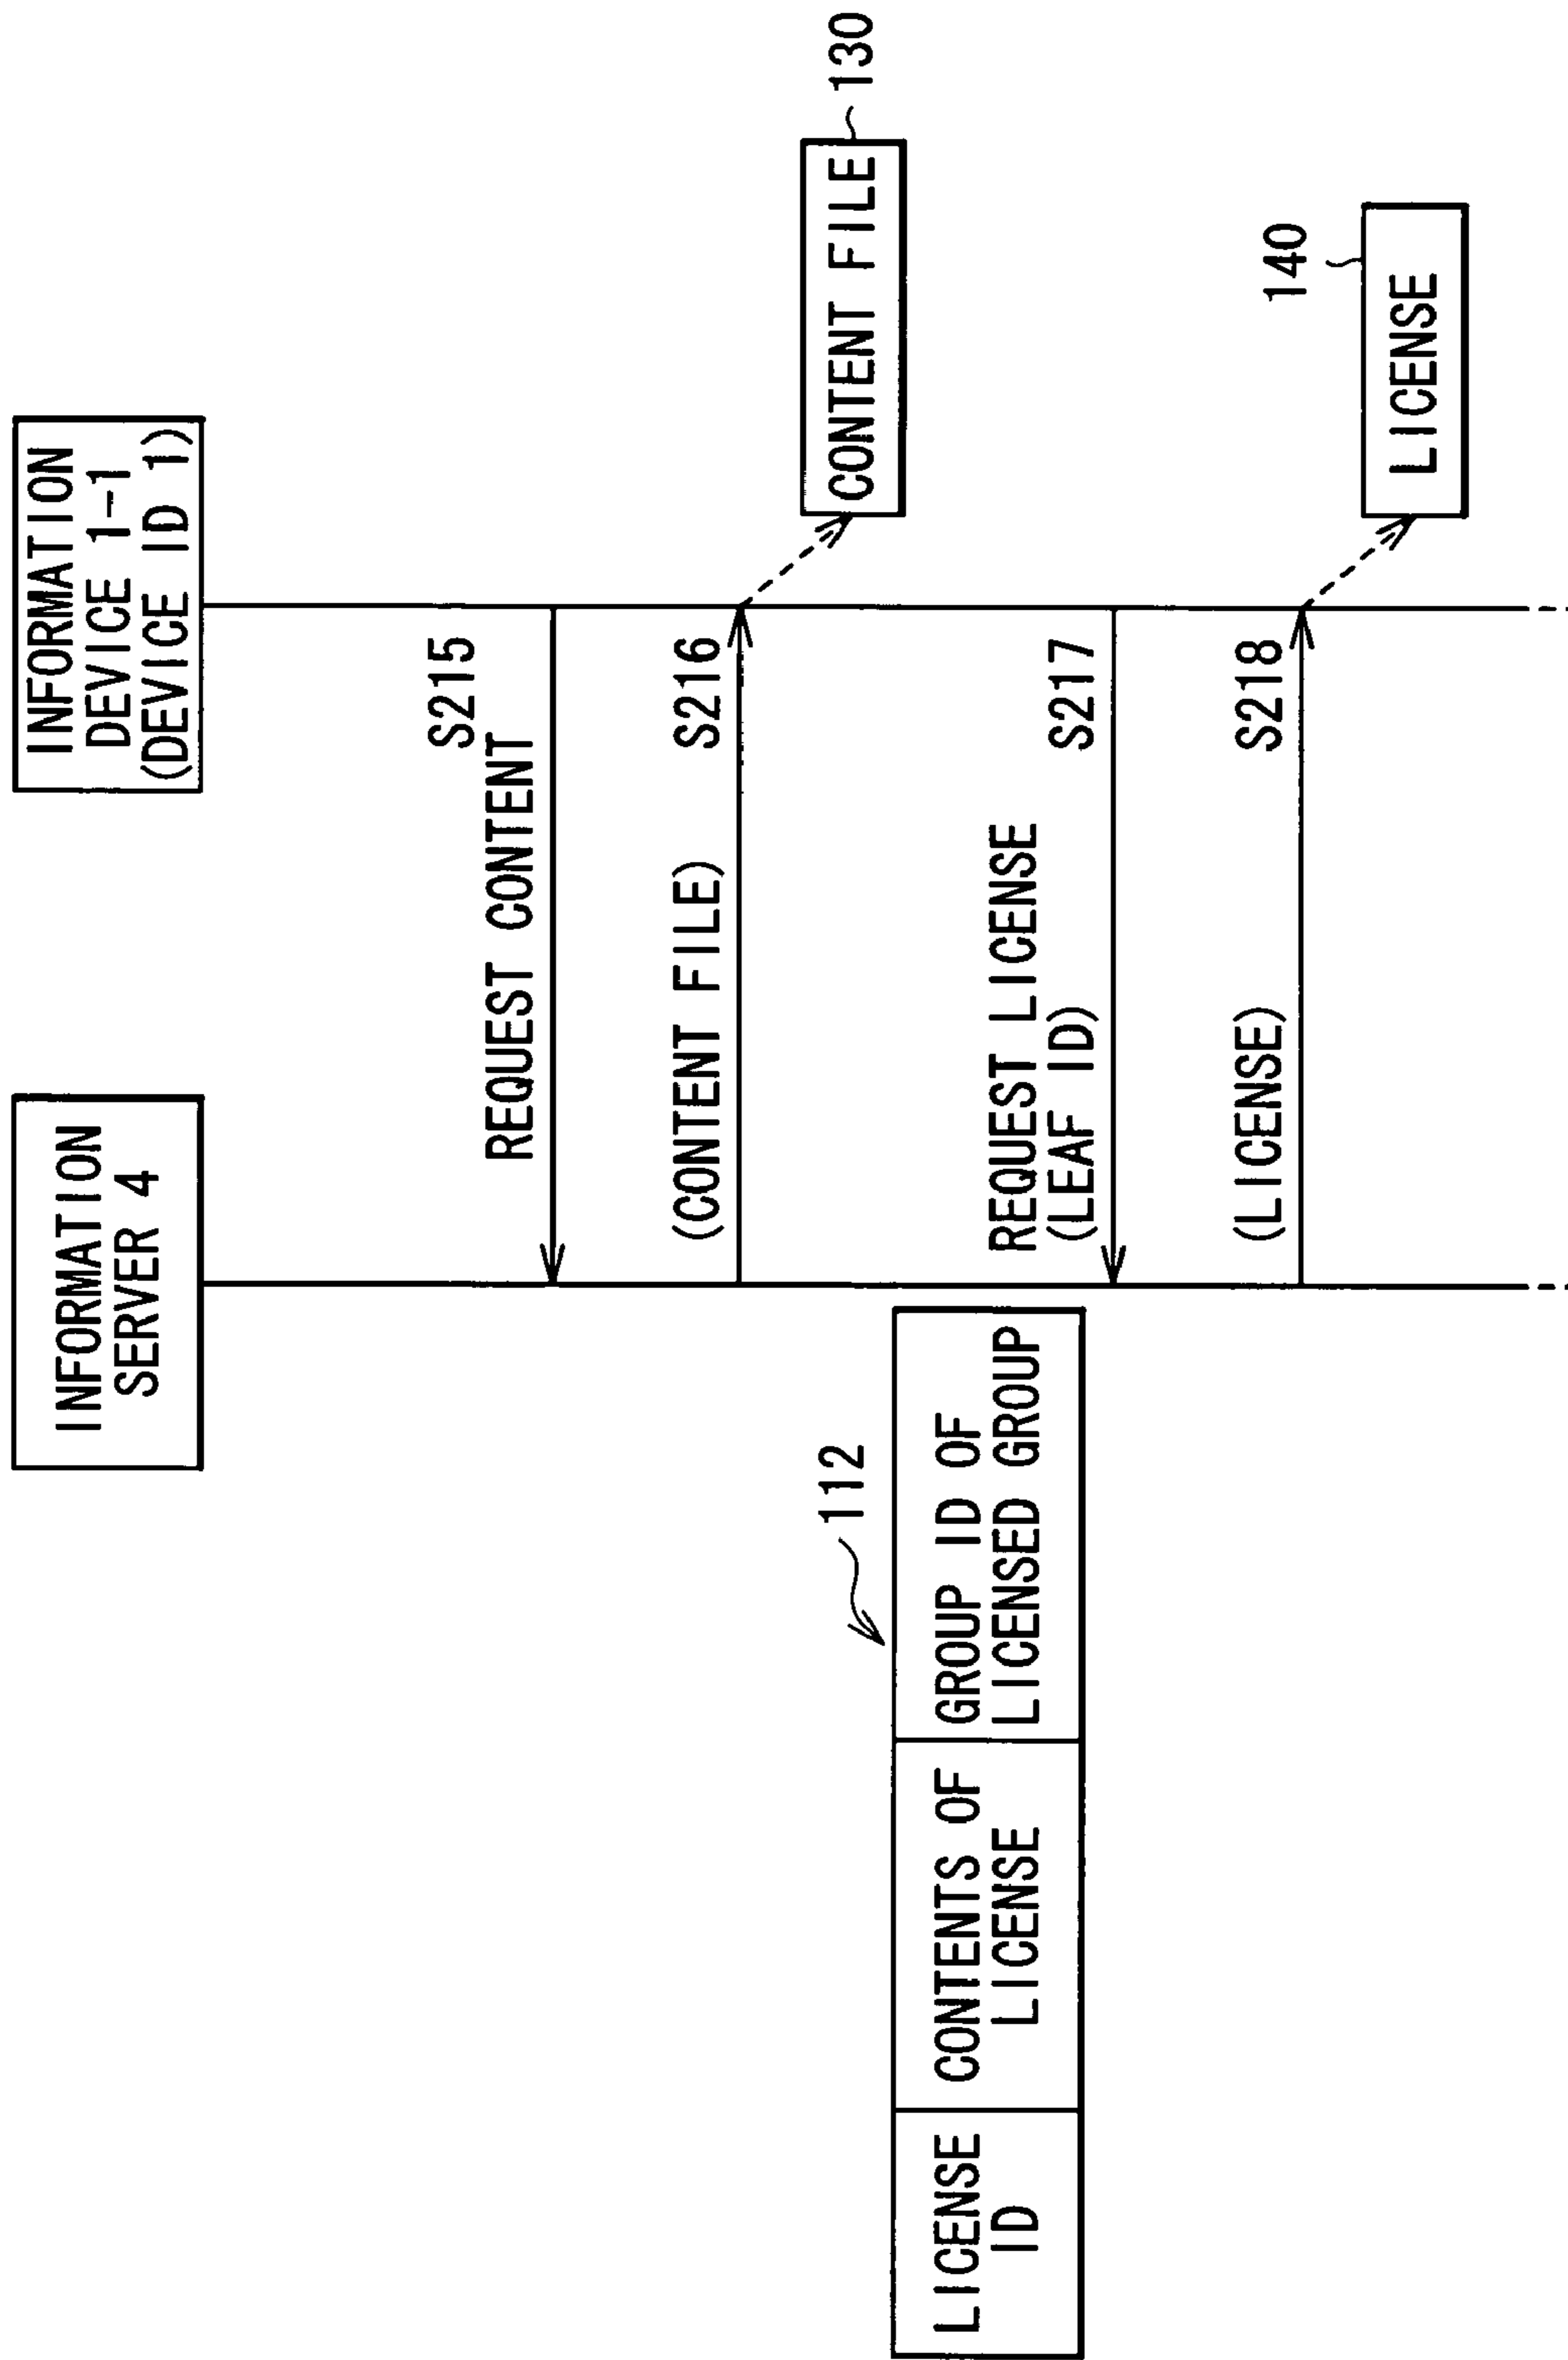 INFORMATION
SERVER 4
INFORMATION
DEVICE 1-1
(DEVICE ID 1)
S215
REQUEST CONTENT
(CONTENT FILE)
S216
CONTENT FILE
130
112
LICENSE
ID
CONTENTS OF
LICENSE
GROUP ID OF
LICENSED GROUP
REQUEST LICENSE
(LEAF ID)
S217
(LICENSE)
S218
140
LICENSE